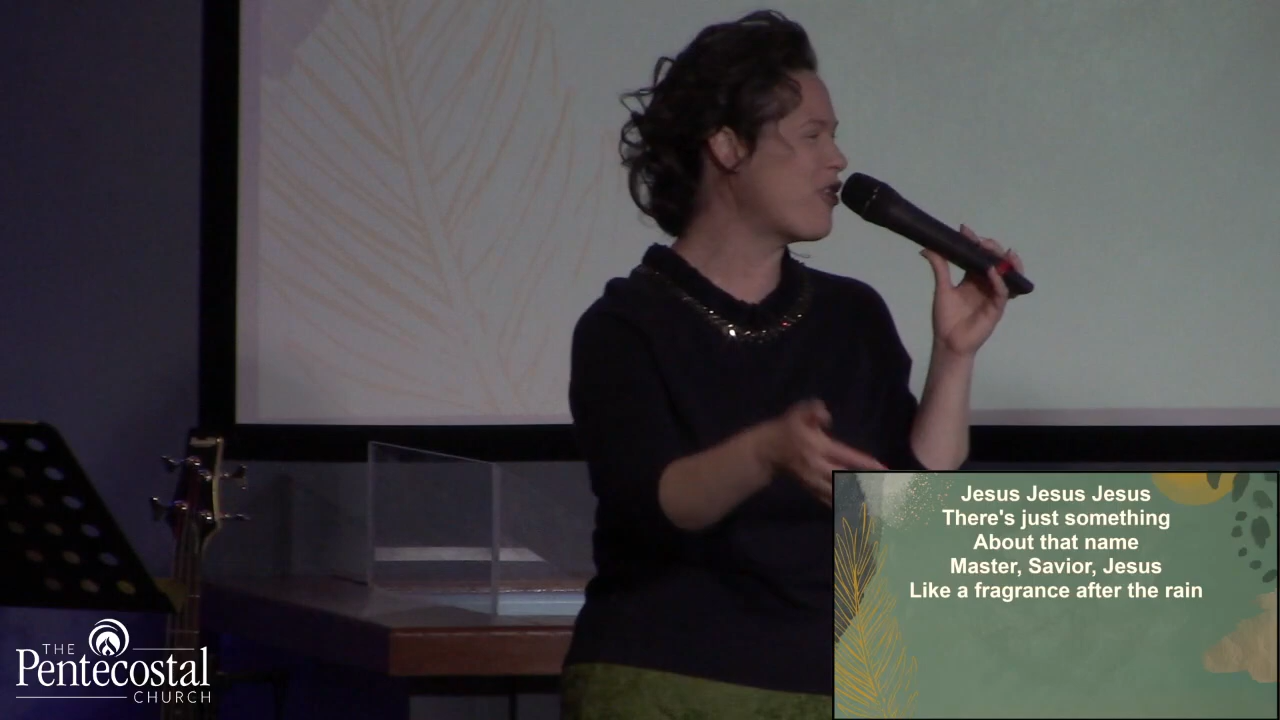 Jesus Jesus Jesus
There's just something
About that name
Master, Savior, Jesus
Like a fragrance after the rain
THE
Pentecostal
CHURCH